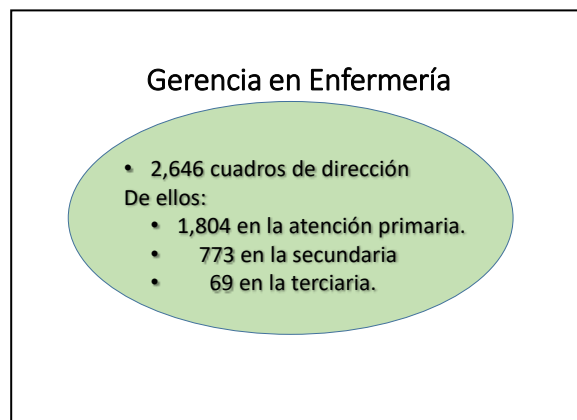 Gerencia en Enfermería
• 2,646 cuadros de dirección
De ellos:
• 1,804 en la atención primaria.
• 773 en la secundaria
• 69 en la terciaria.